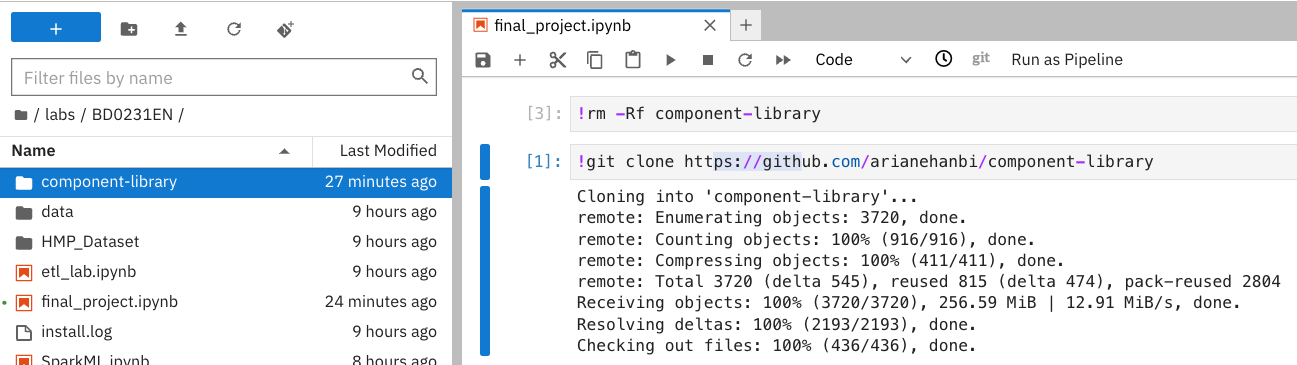 +
Filter files by name
/ labs / BD0231EN /
Name Last Modified
component-library 27 minutes ago
data 9 hours ago
HMP_Dataset 9 hours ago
etl_lab.ipynb 9 hours ago
final_project.ipynb 24 minutes ago
install.log 9 hours ago
SparkML.ipynb 8 hours ago
final_project.ipynb
Code git Run as Pipeline
[3]: !rm -Rf component-library
[1]: !git clone https://github.com/arianehanbi/component-library
Cloning into 'component-library'...
remote: Enumerating objects: 3720, done.
remote: Counting objects: 100% (916/916), done.
remote: Compressing objects: 100% (411/411), done.
remote: Total 3720 (delta 545), reused 815 (delta 474), pack-reused 2804
Receiving objects: 100% (3720/3720), 256.59 MiB | 12.91 MiB/s, done.
Resolving deltas: 100% (2193/2193), done.
Checking out files: 100% (436/436), done.